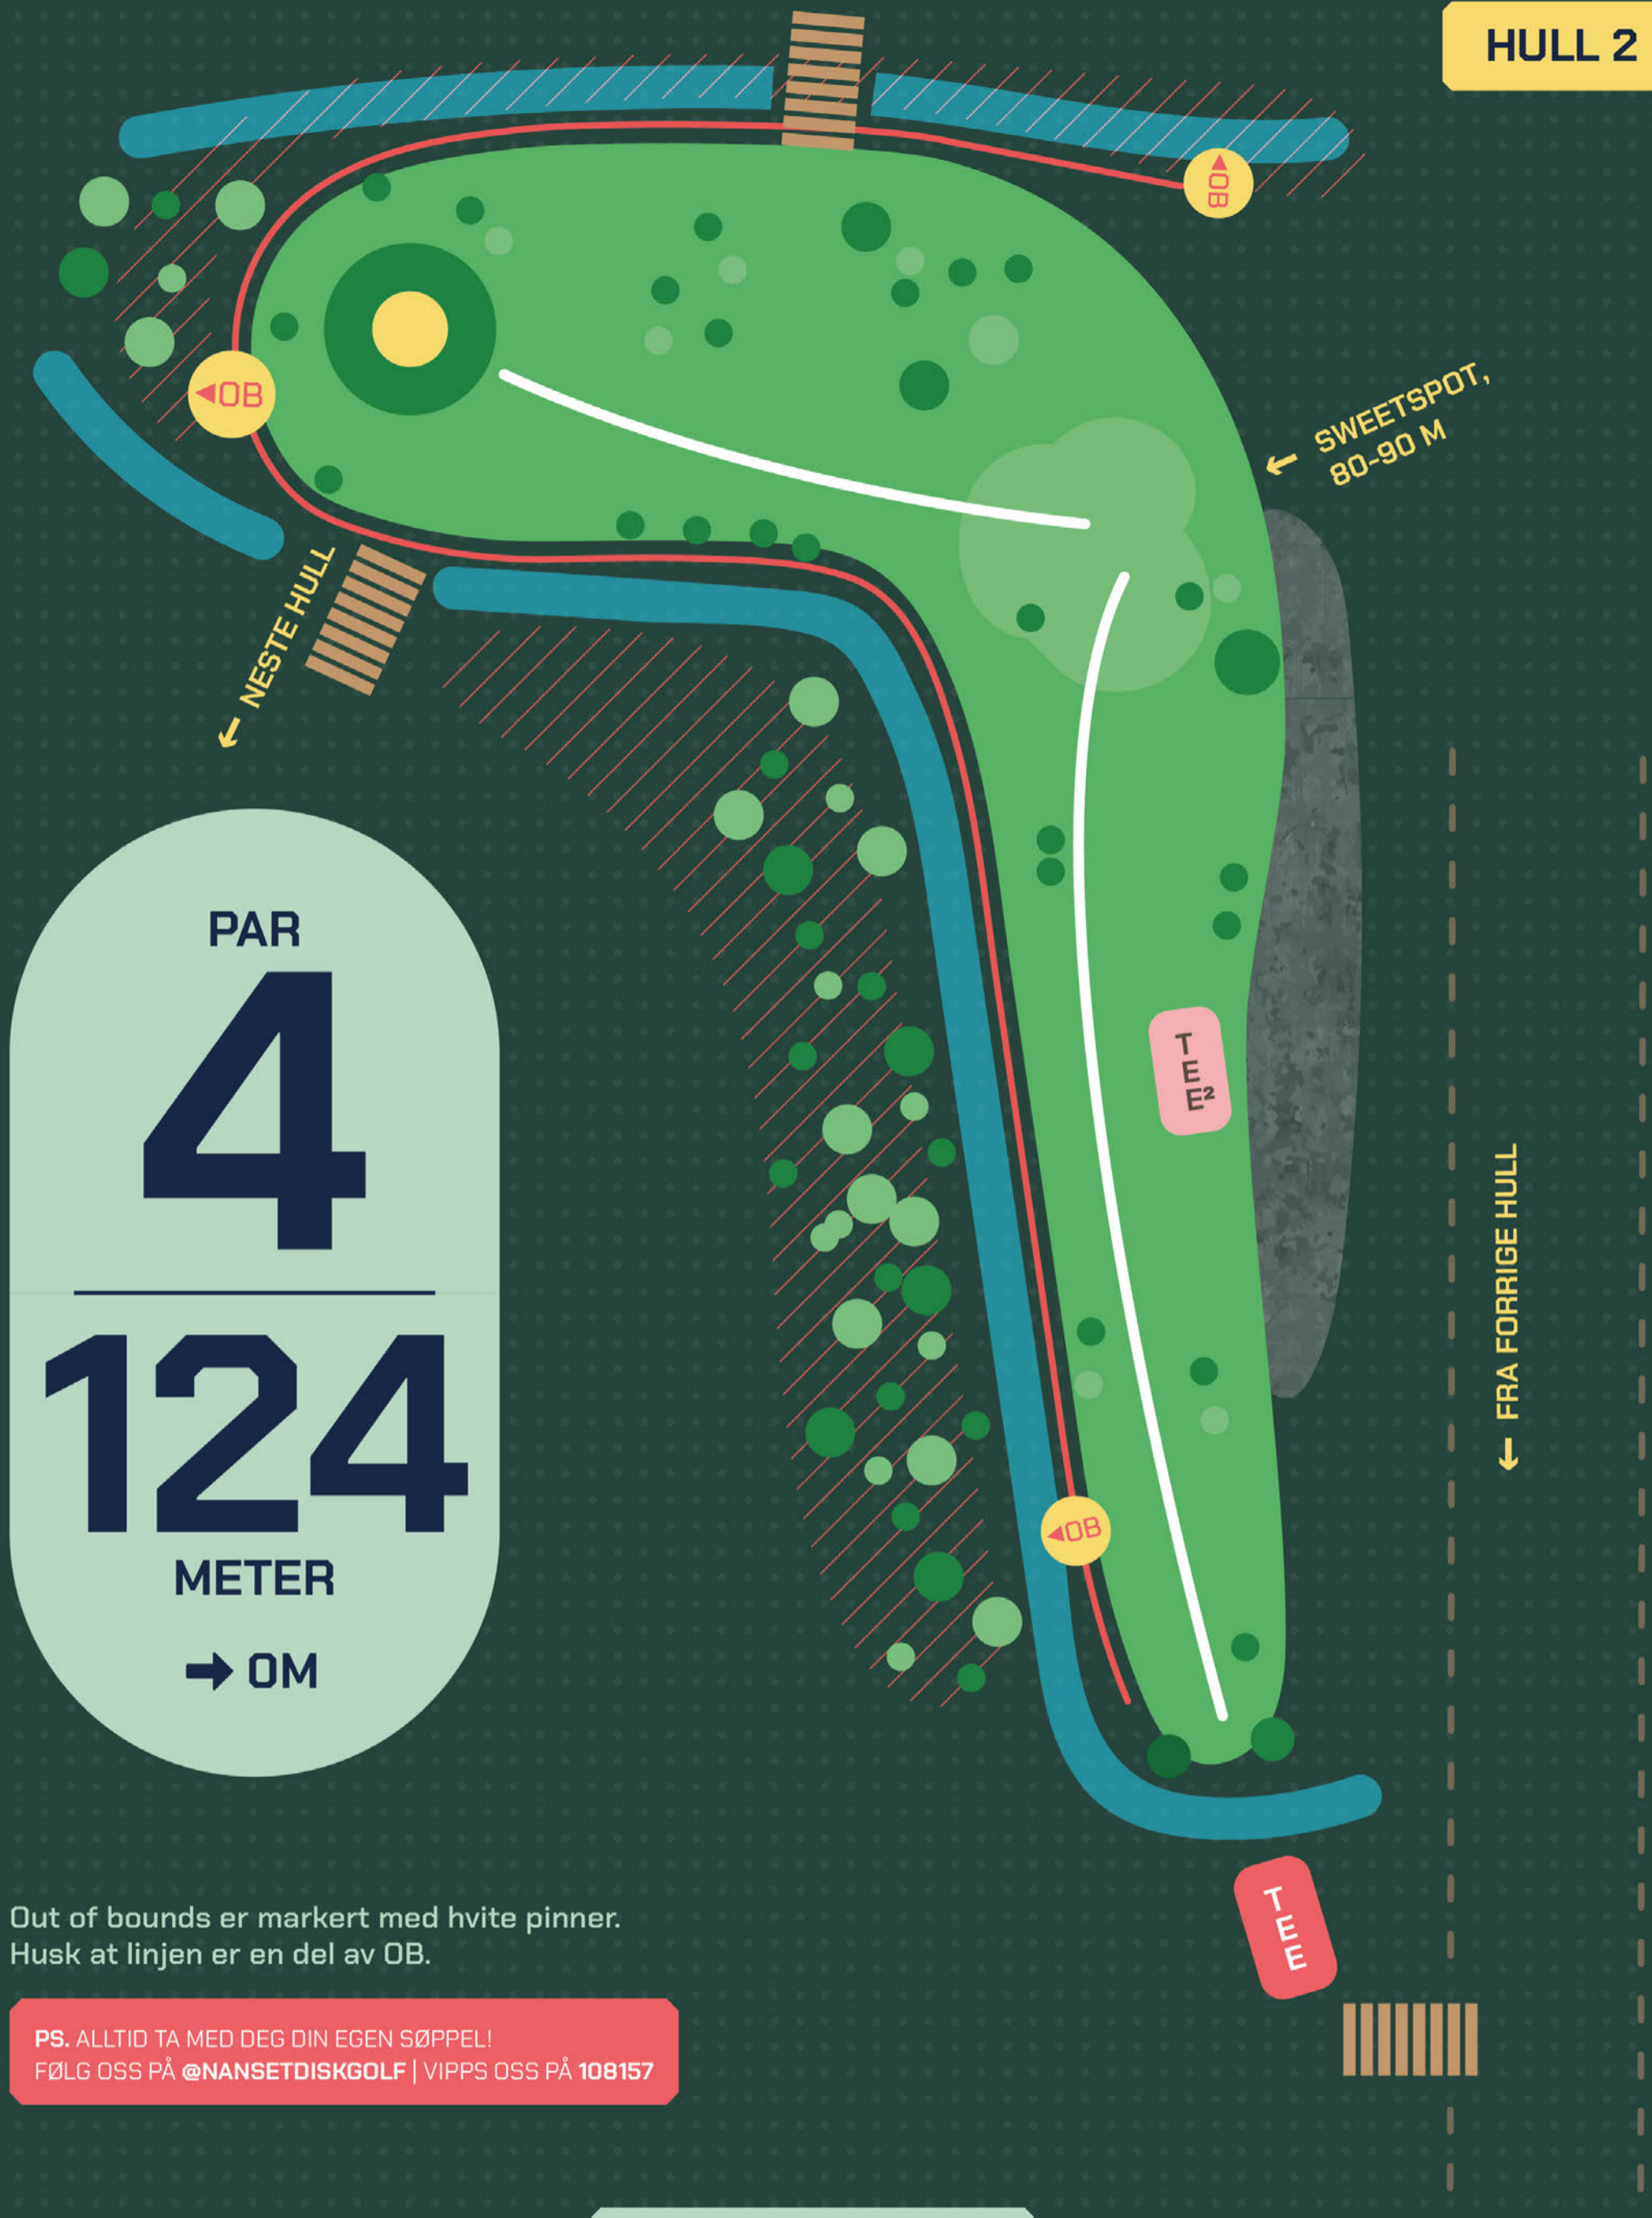 HULL 2
OB
OB
SWEETSPOT,
80-90 M
NESTE HULL
PAR
4
124
METER
0M
TEE²
FRA FORRIGE HULL
OB
TEE
Out of bounds er markert med hvite pinner.
Husk at linjen er en del av OB.
PS. ALLTID TA MED DEG DIN EGEN SØPPEL!
FØLG OSS PÅ @NANSETDISKGOLF | VIPPS OSS PÅ 108157